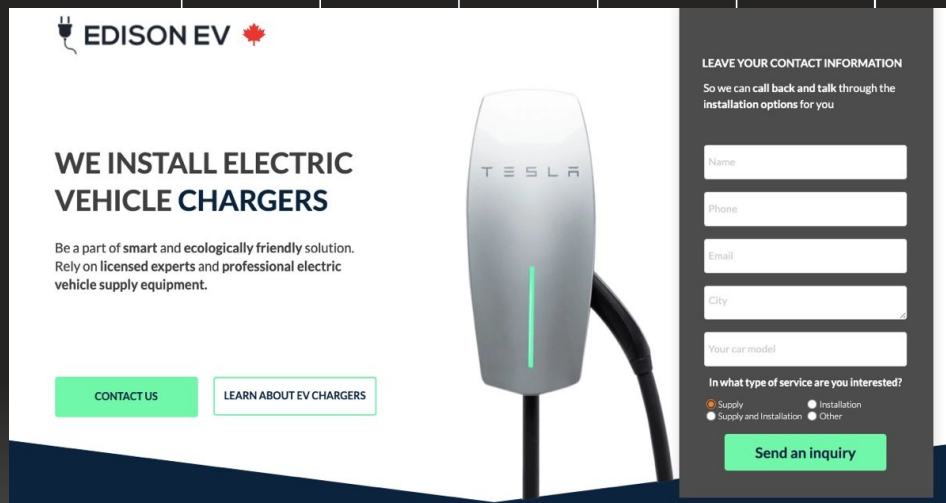 EDISON EV
WE INSTALL ELECTRIC
VEHICLE CHARGERS
Be a part of smart and ecologically friendly solution.
Rely on licensed experts and professional electric
vehicle supply equipment.
CONTACT US
LEARN ABOUT EV CHARGERS
TESLA
LEAVE YOUR CONTACT INFORMATION
So we can call back and talk through the
installation options for you
Name
Phone
Email
City
Your car model
In what type of service are you interested?
Supply
Installation
Supply and Installation
Other
Send an inquiry